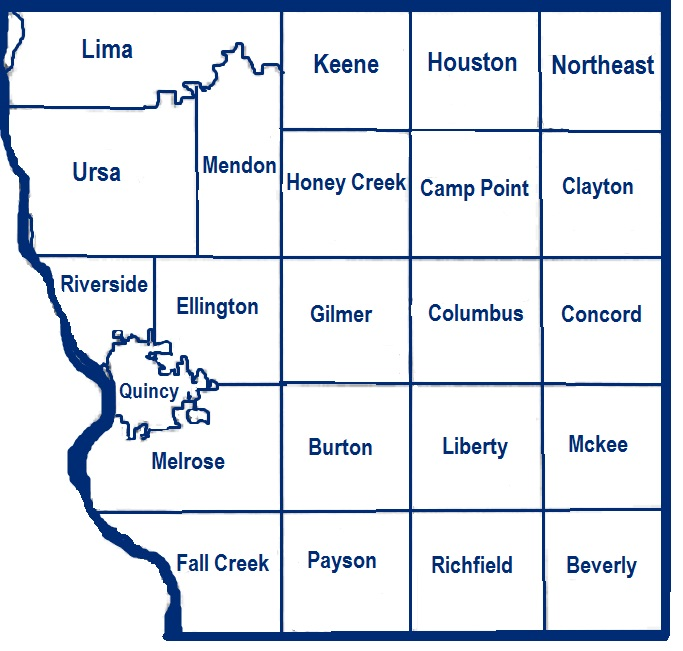 Lima
Keene
Houston
Northeast
Ursa
Mendon
Honey Creek
Camp Point
Clayton
Riverside
Ellington
Gilmer
Columbus
Concord
Quincy
Melrose
Burton
Liberty
Mckee
Fall Creek
Payson
Richfield
Beverly